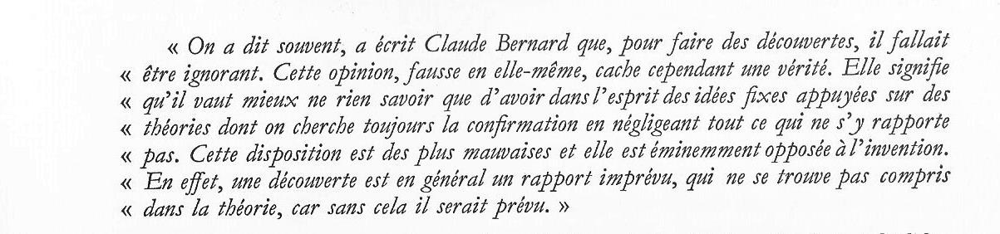 « On a dit souvent, a écrit Claude Bernard que, pour faire des découvertes, il fallait
« être ignorant. Cette opinion, fausse en elle-même, cache cependant une vérité. Elle signifie
« qu'il vaut mieux ne rien savoir que d'avoir dans l'esprit des idées fixes appuyées sur des
« théories dont on cherche toujours la confirmation en négligeant tout ce qui ne s'y rapporte
« pas. Cette disposition est des plus mauvaises et elle est éminemment opposée à l'invention.
« En effet, une découverte est en général un rapport imprévu, qui ne se trouve pas compris
« dans la théorie, car sans cela il serait prévu. »